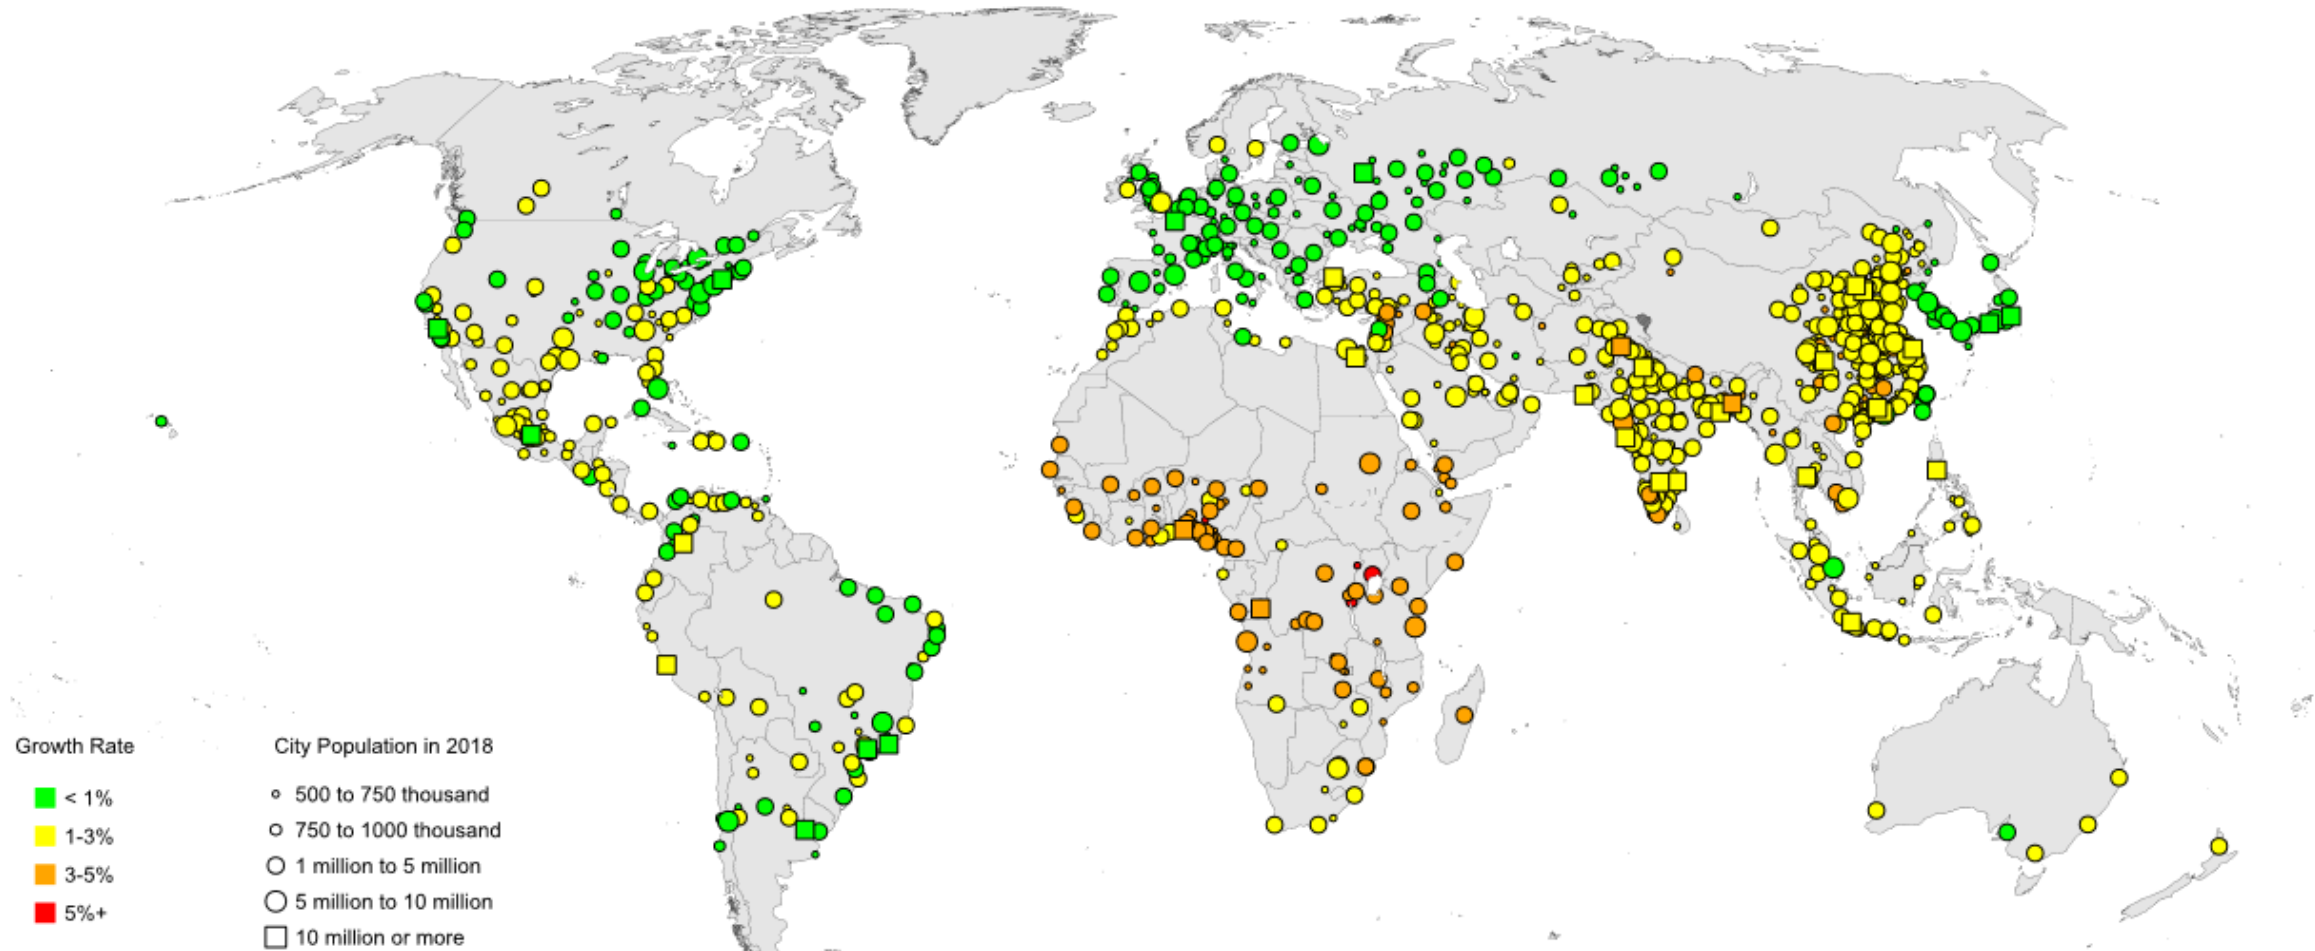 Growth Rate
< 1%
1-3%
3-5%
5%+
City Population in 2018
500 to 750 thousand
750 to 1000 thousand
1 million to 5 million
5 million to 10 million
10 million or more